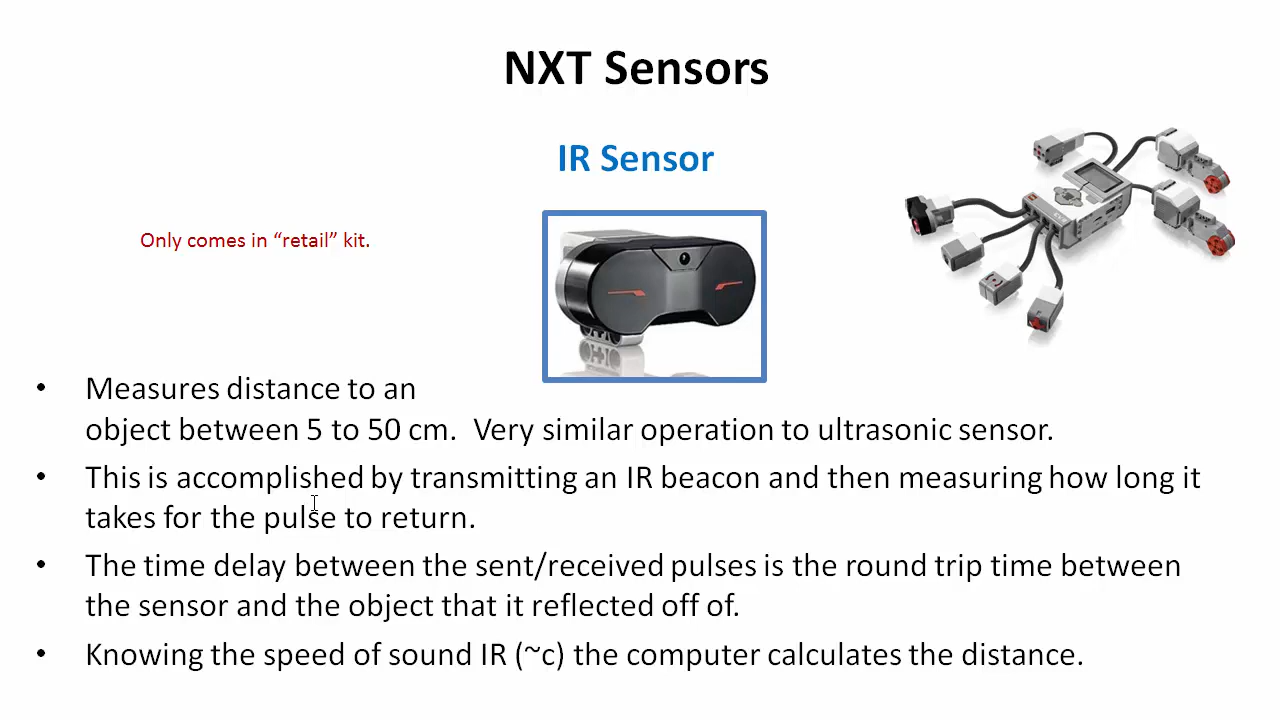 NXT Sensors
IR Sensor
Only comes in “retail” kit.
• Measures distance to an
object between 5 to 50 cm.  Very similar operation to ultrasonic sensor.
• This is accomplished by transmitting an IR beacon and then measuring how long it
takes for the pulse to return.
• The time delay between the sent/received pulses is the round trip time between
the sensor and the object that it reflected off of.
• Knowing the speed of sound IR (~c) the computer calculates the distance.